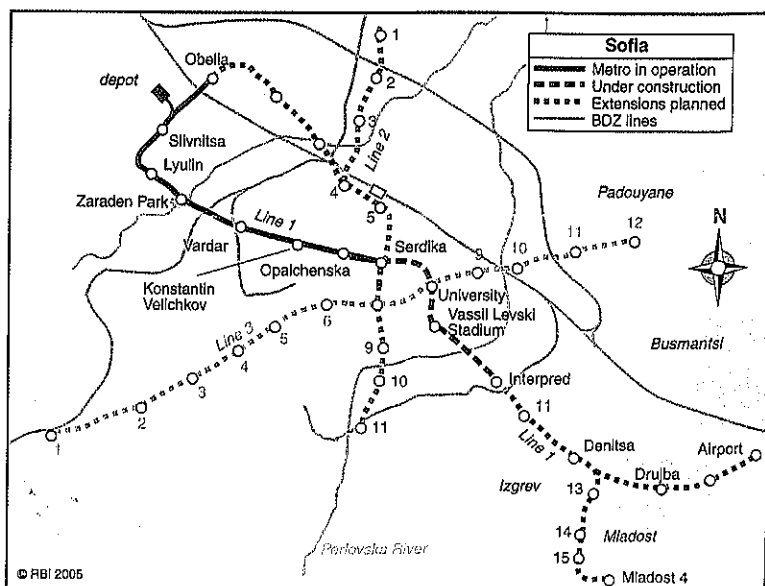 Sofia
Metro in operation
Under construction
Extensions planned
BDZ lines
N
1
Obelia
2
depot
3
Slivnitsa
Line 2
Lyulin
4
Padouyane
Zaraden Park
5
12
11
Line 1
10
9
Vardar
Serdika
Konstantin
Velichkov
Opalchenska
University
6
Vassil Levski
Stadium
Line 3
5
4
3
2
1
9
10
11
Busmantsi
Interpred
11
Line 1
Denitsa
Airport
Drujba
Izgrev
13
14
Mladost
15
Mladost 4
Perlovska River
© RBI 2005